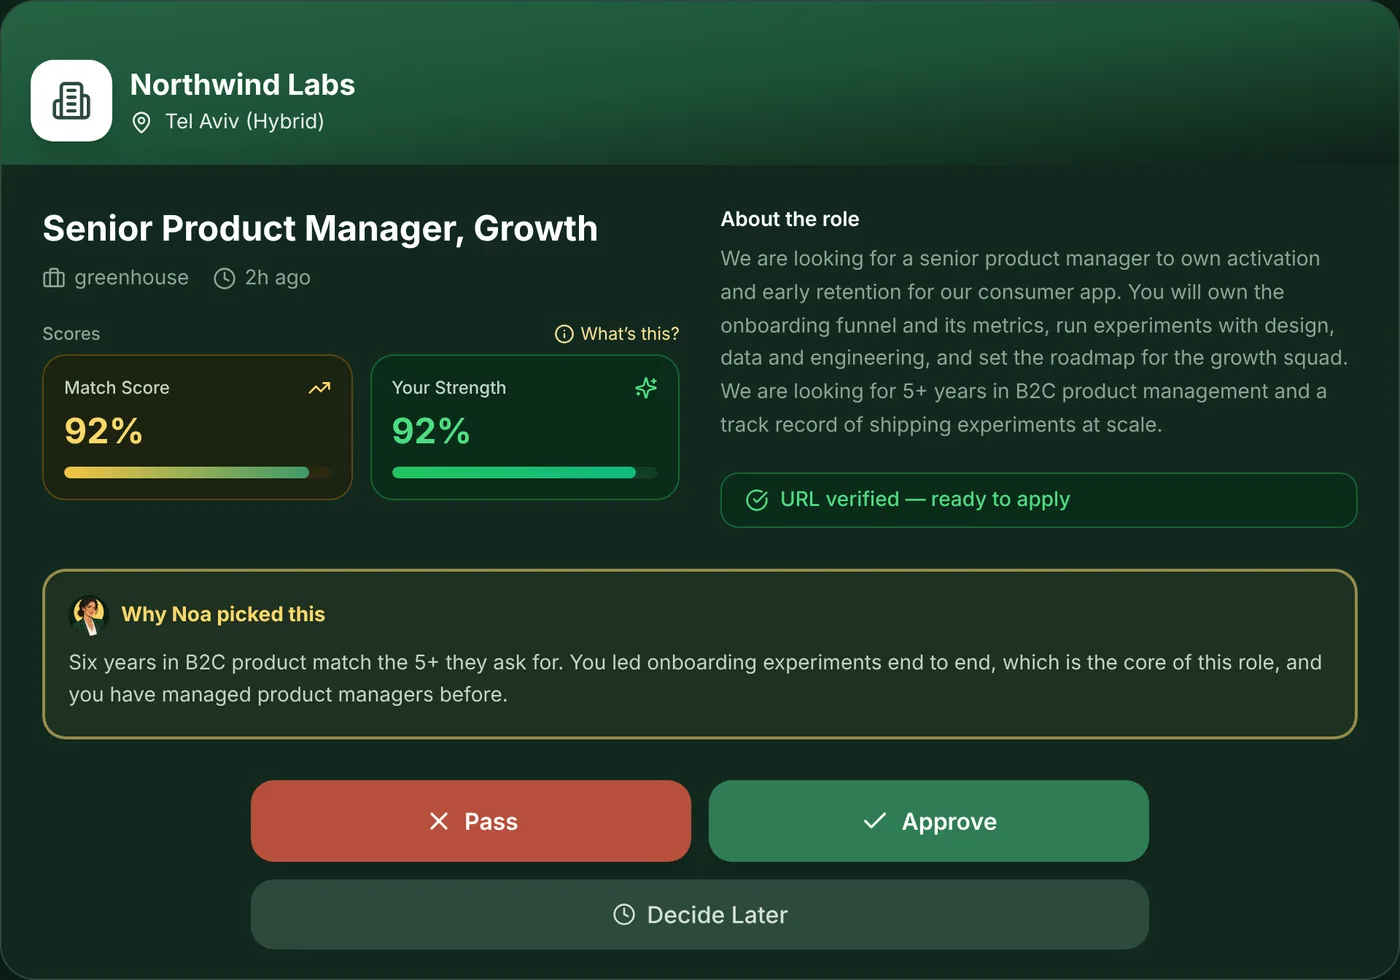 Northwind Labs
Tel Aviv (Hybrid)
Senior Product Manager, Growth
greenhouse
2h ago
Scores
What's this?
Match Score
92%
Your Strength
92%
About the role
We are looking for a senior product manager to own activation
and early retention for our consumer app. You will own the
onboarding funnel and its metrics, run experiments with design,
data and engineering, and set the roadmap for the growth squad.
We are looking for 5+ years in B2C product management and a
track record of shipping experiments at scale.
URL verified — ready to apply
Why Noa picked this
Six years in B2C product match the 5+ they ask for. You led onboarding experiments end to end, which is the core of this role, and
you have managed product managers before.
Pass
Approve
Decide Later